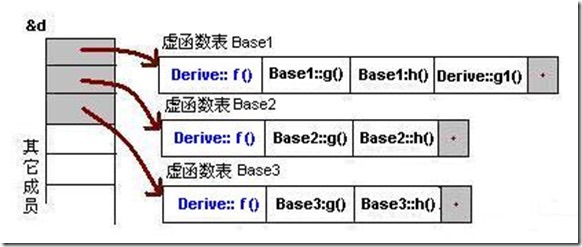 &d
虚函数表 Base1
Derive:: f () Base1::g() Base1:h() Derive::g1()
虚函数表 Base2
Derive:: f () Base2::g() Base2::h()
虚函数表 Base3
Derive:: f () Base3:g() Base3::h()
其它成员